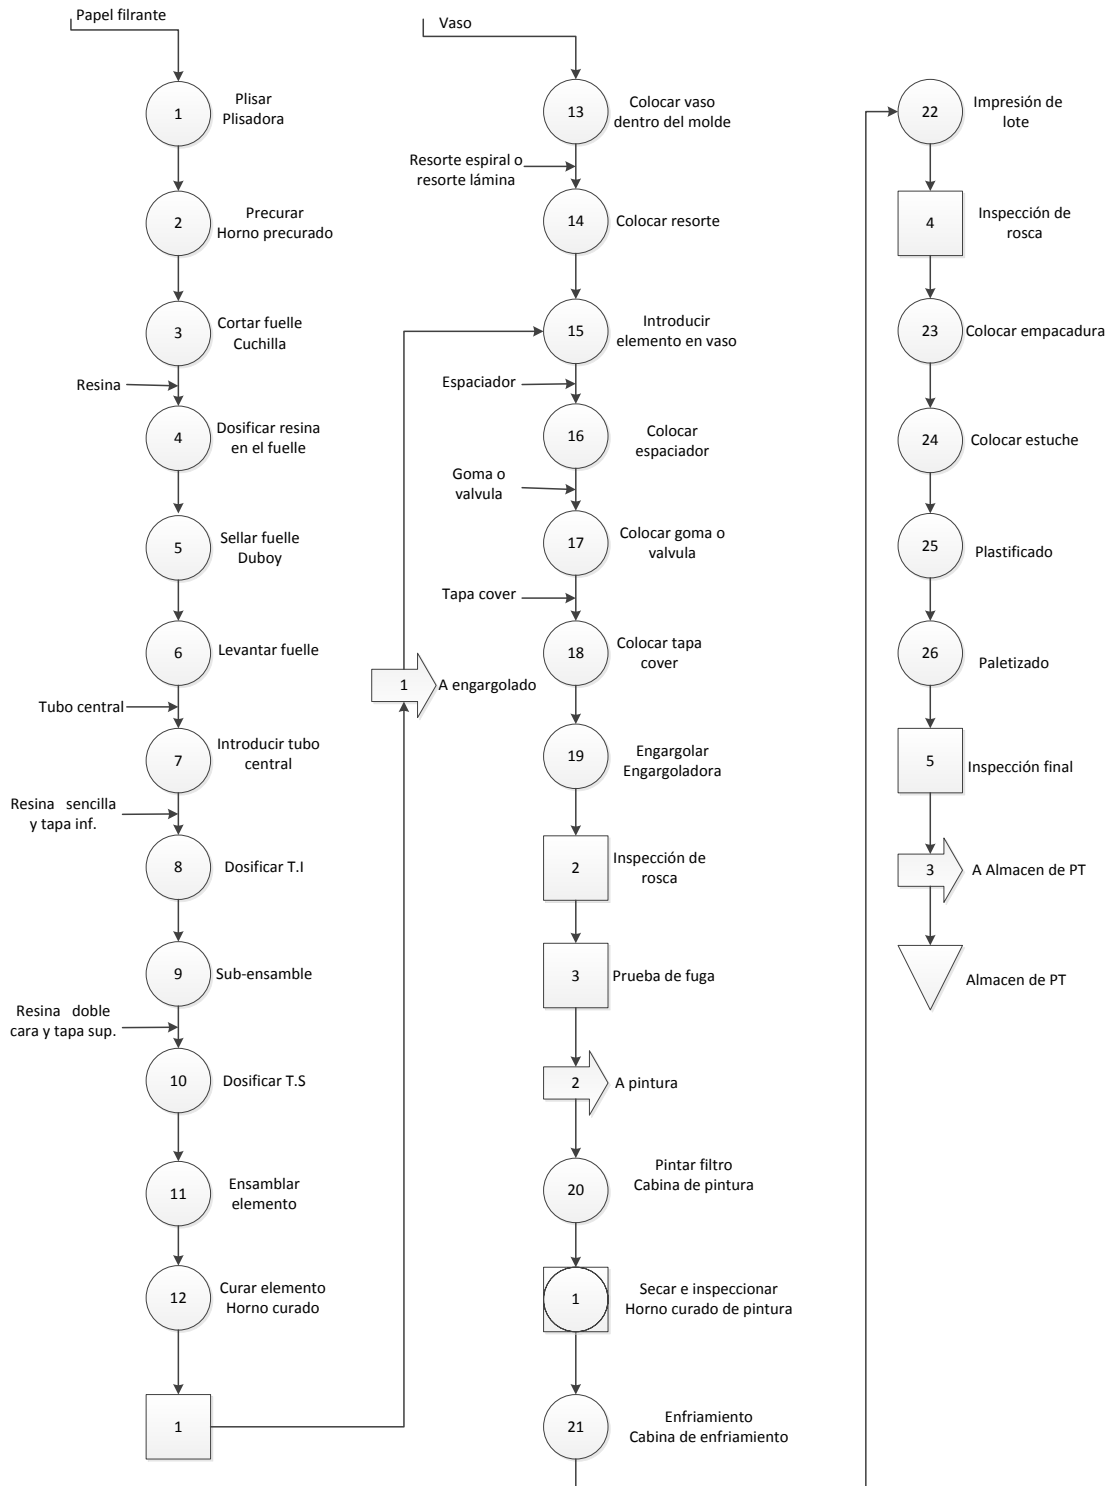 Papel filrante
1
Plisar
Plisadora
2
Precurar
Horno precurado
3
Cortar fuelle
Cuchilla
Resina
4
Dosificar resina
en el fuelle
5
Sellar fuelle
Duboy
6
Levantar fuelle
Tubo central
7
Introducir tubo
central
Resina sencilla
y tapa inf.
8
Dosificar T.I
9
Sub-ensamble
Resina doble
cara y tapa sup.
10
Dosificar T.S
11
Ensamblar
elemento
12
Curar elemento
Horno curado
1
1
A engargolado
Vaso
13
Colocar vaso
dentro del molde
Resorte espiral o
resorte lámina
14
Colocar resorte
15
Introducir
elemento en vaso
Espaciador
16
Colocar
espaciador
Goma o
valvula
17
Colocar goma o
valvula
Tapa cover
18
Colocar tapa
cover
19
Engargolar
Engargoladora
2
Inspección de
rosca
3
Prueba de fuga
2
A pintura
20
Pintar filtro
Cabina de pintura
1
Secar e inspeccionar
Horno curado de pintura
21
Enfriamiento
Cabina de enfriamiento
22
Impresión de
lote
4
Inspección de
rosca
23
Colocar empacadura
24
Colocar estuche
25
Plastificado
26
Paletizado
5
Inspección final
3
A Almacen de PT
Almacen de PT